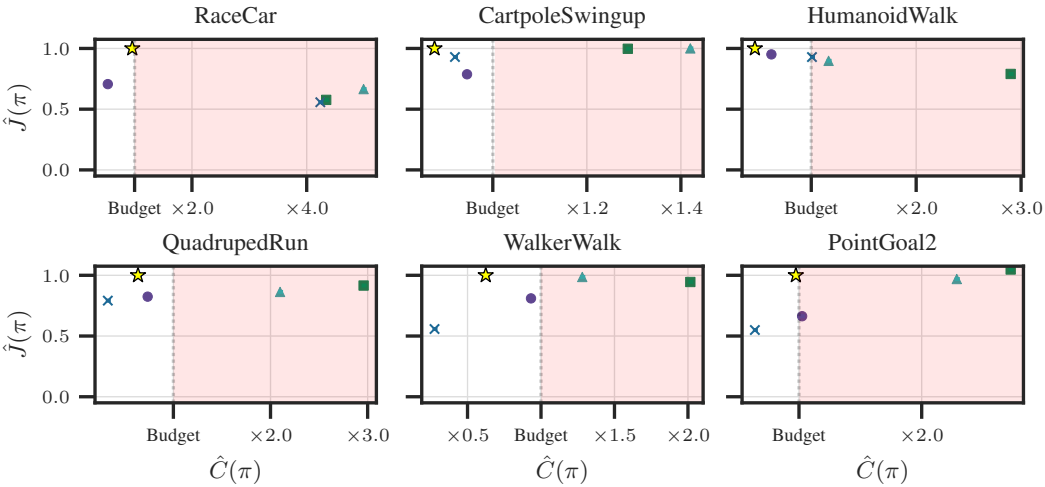 RaceCar
CartpoleSwingup
HumanoidWalk
Ĵ(π)
1.0
0.5
0.0
Budget ×2.0 ×4.0
Budget ×1.2 ×1.4
Budget ×2.0 ×3.0
QuadrupedRun
WalkerWalk
PointGoal2
Ĵ(π)
1.0
0.5
0.0
Budget ×2.0 ×3.0
×0.5 Budget ×1.5 ×2.0
Budget ×2.0
Ĉ(π)
Ĉ(π)
Ĉ(π)